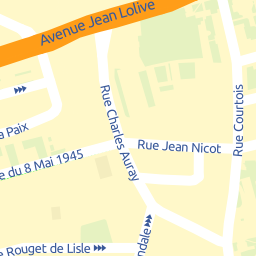 Avenue Jean Lolive
Rue Charles Auray
Rue Courtois
Paix
Rue Jean Nicot
du 8 Mai 1945
Rouget de Lisle